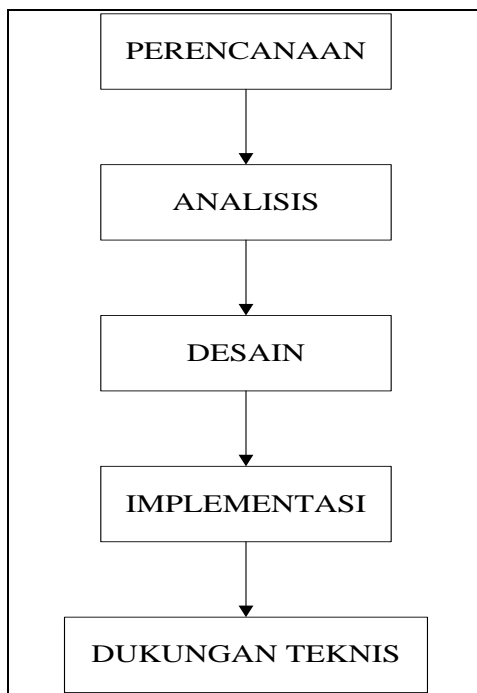 PERENCANAAN
ANALISIS
DESAIN
IMPLEMENTASI
DUKUNGAN TEKNIS